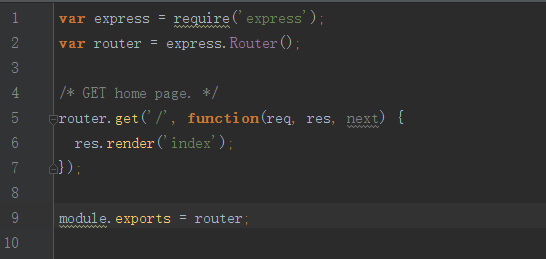 1 var express = require('express');
2 var router = express.Router();
3
4 /* GET home page. */
5 router.get('/', function(req, res, next) {
6   res.render('index');
7 });
8
9 module.exports = router;
10